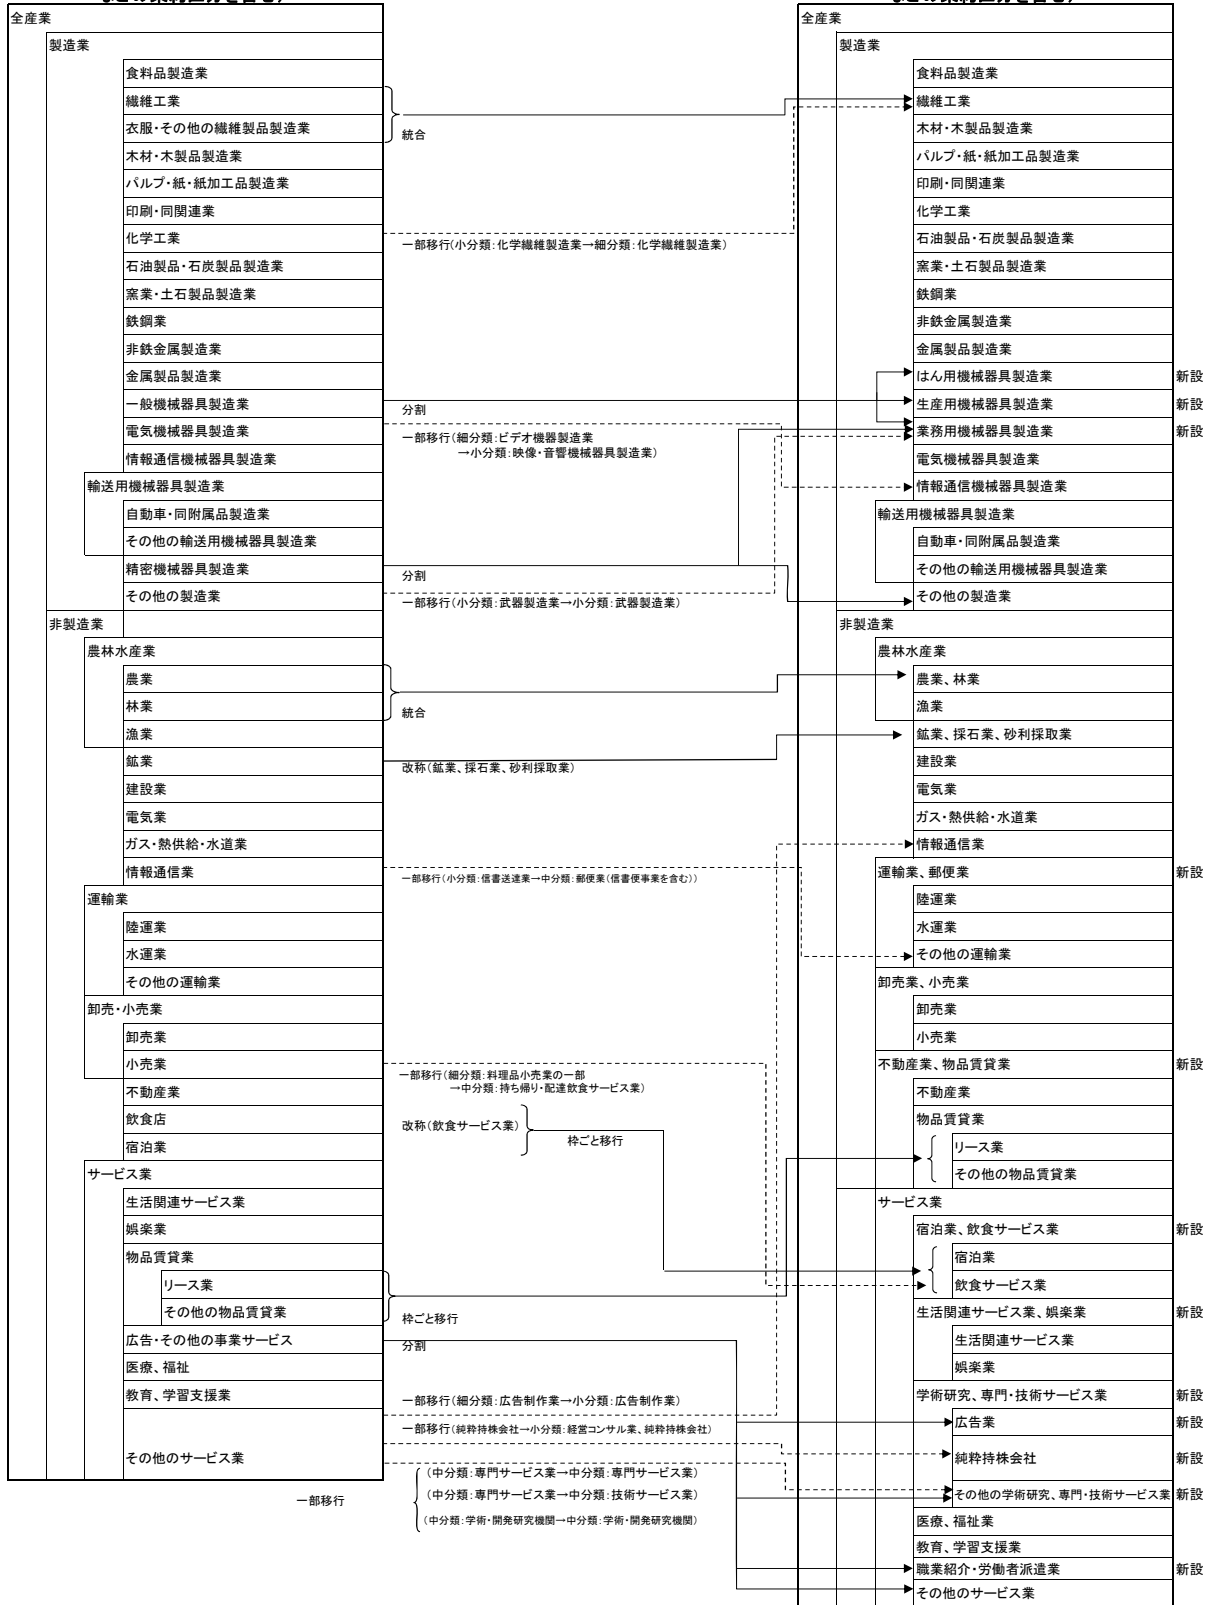 などの集約区分を含む）
全産業
製造業
食料品製造業
繊維工業
衣服・その他の繊維製品製造業
木材・木製品製造業
パルプ・紙・紙加工品製造業
印刷・同関連業
化学工業
石油製品・石炭製品製造業
窯業・土石製品製造業
鉄鋼業
非鉄金属製造業
金属製品製造業
一般機械器具製造業
電気機械器具製造業
情報通信機械器具製造業
輸送用機械器具製造業
自動車・同附属品製造業
その他の輸送用機械器具製造業
精密機械器具製造業
その他の製造業
非製造業
農林水産業
農業
林業
漁業
鉱業
建設業
電気業
ガス・熱供給・水道業
情報通信業
運輸業
陸運業
水運業
その他の運輸業
卸売・小売業
卸売業
小売業
不動産業
飲食店
宿泊業
サービス業
生活関連サービス業
娯楽業
物品賃貸業
リース業
その他の物品賃貸業
広告・その他の事業サービス
医療、福祉
教育、学習支援業
その他のサービス業
統合
一部移行（小分類：化学繊維製造業→細分類：化学繊維製造業）
分割
一部移行（細分類：ビデオ機器製造業
→小分類：映像・音響機械器具製造業）
分割
一部移行（小分類：武器製造業→小分類：武器製造業）
統合
改称（鉱業、採石業、砂利採取業）
一部移行（小分類：信書送達業→中分類：郵便業（信書便事業を含む））
一部移行（細分類：料理品小売業の一部
→中分類：持ち帰り・配達飲食サービス業）
改称（飲食サービス業）
枠ごと移行
枠ごと移行
分割
一部移行（細分類：広告制作業→小分類：広告制作業）
一部移行（純粋持株会社→小分類：経営コンサル業、純粋持株会社）
一部移行
（中分類：専門サービス業→中分類：専門サービス業）
（中分類：専門サービス業→中分類：技術サービス業）
（中分類：学術・開発研究機関→中分類：学術・開発研究機関）
などの集約区分を含む）
全産業
製造業
食料品製造業
繊維工業
木材・木製品製造業
パルプ・紙・紙加工品製造業
印刷・同関連業
化学工業
石油製品・石炭製品製造業
窯業・土石製品製造業
鉄鋼業
非鉄金属製造業
金属製品製造業
はん用機械器具製造業 新設
生産用機械器具製造業 新設
業務用機械器具製造業 新設
電気機械器具製造業
情報通信機械器具製造業
輸送用機械器具製造業
自動車・同附属品製造業
その他の輸送用機械器具製造業
その他の製造業
非製造業
農林水産業
農業、林業
漁業
鉱業、採石業、砂利採取業
建設業
電気業
ガス・熱供給・水道業
情報通信業
運輸業、郵便業 新設
陸運業
水運業
その他の運輸業
卸売業、小売業
卸売業
小売業
不動産業、物品賃貸業 新設
不動産業
物品賃貸業
リース業
その他の物品賃貸業
サービス業
宿泊業、飲食サービス業 新設
宿泊業
飲食サービス業
生活関連サービス業、娯楽業 新設
生活関連サービス業
娯楽業
学術研究、専門・技術サービス業 新設
広告業 新設
純粋持株会社 新設
その他の学術研究、専門・技術サービス業 新設
医療、福祉業
教育、学習支援業
職業紹介・労働者派遣業 新設
その他のサービス業